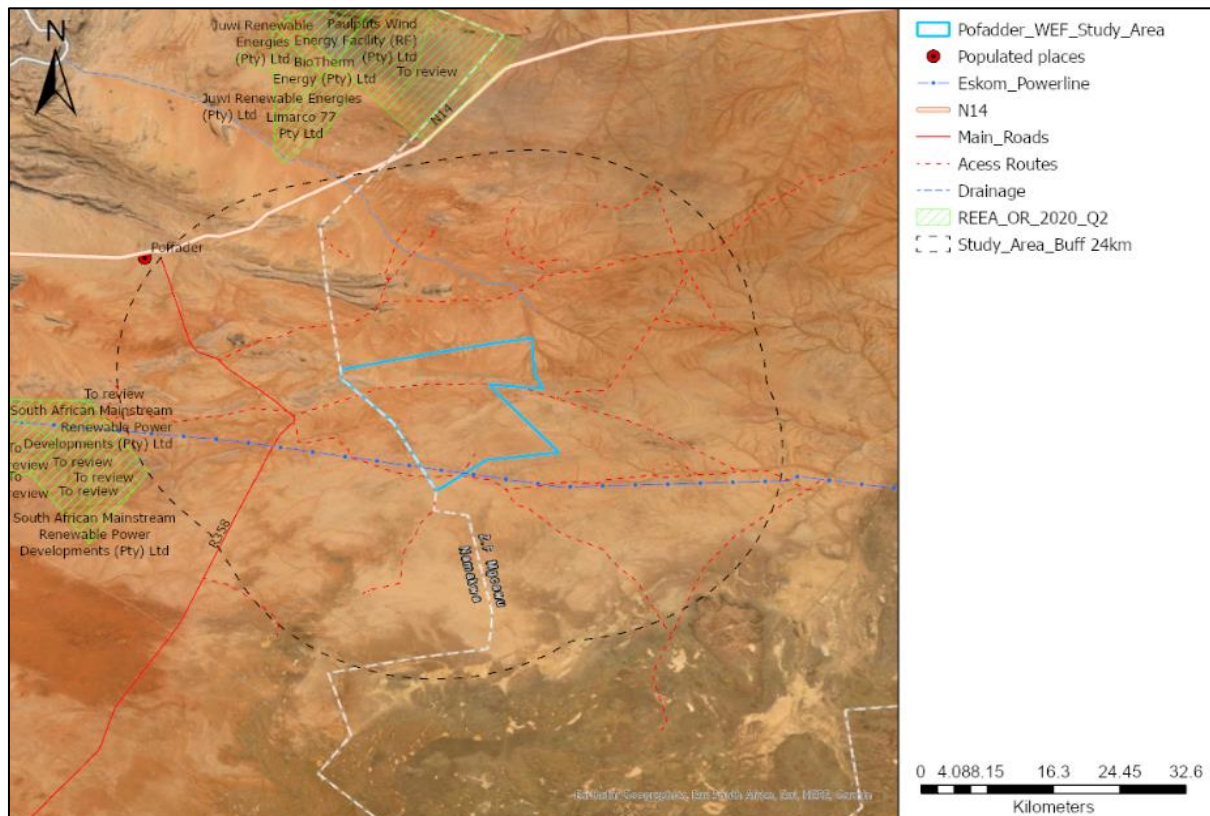 N
Juwi Renewable
Energies
(Pty) Ltd
Paulputs Wind
Energy Facility (RF)
(Pty) Ltd
BioTherm
Energy (Pty) Ltd
To review
Juwi Renewable Energies
(Pty) Ltd
Limarco 77
Pty Ltd
N14
Pofadder
To review
South African Mainstream
Renewable Power
Developments (Pty) Ltd
To
review
To review
To review
To
review
To review
South African Mainstream
Renewable Power
Developments (Pty) Ltd
R358
Z.F Mgcawu
Namakwa
Pofadder_WEF_Study_Area
Populated places
Eskom_Powerline
N14
Main_Roads
Acess Routes
Drainage
REEA_OR_2020_Q2
Study_Area_Buff 24km
0 4.088.15 16.3 24.45 32.6
Kilometers